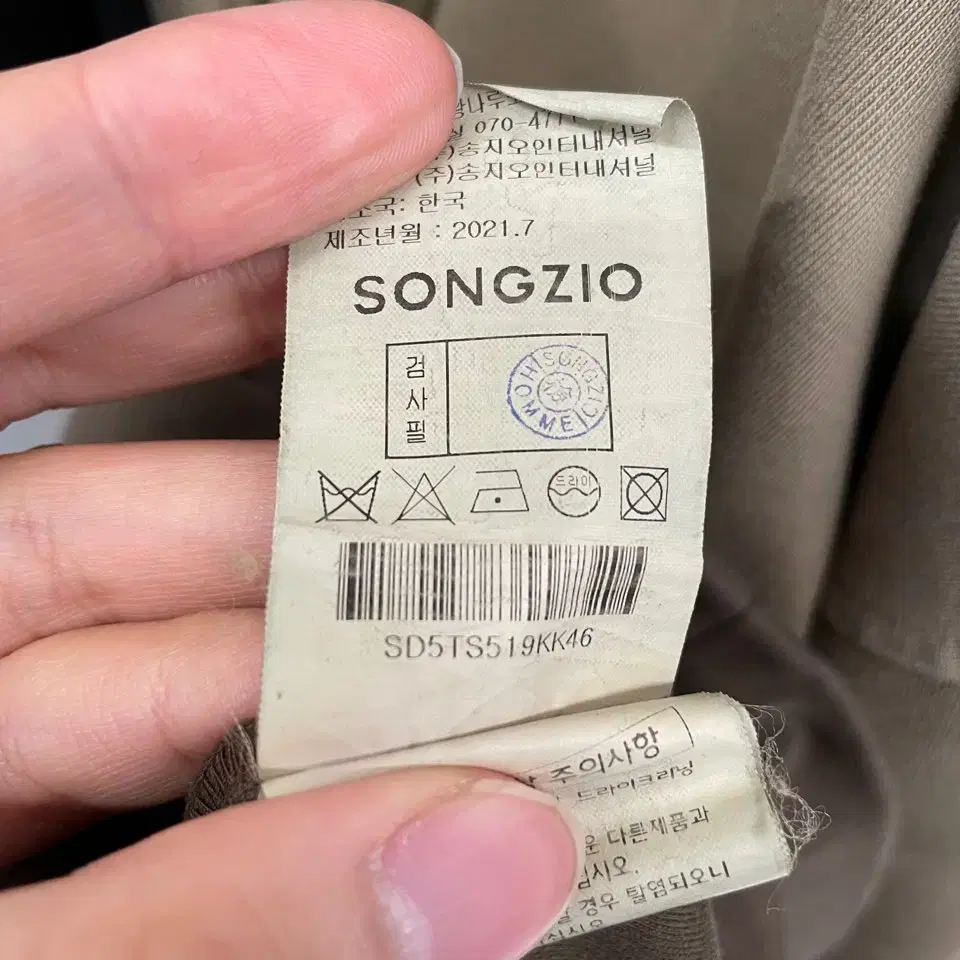 070-477
송지오인터내셔널
(주)송지오인터내셔널
조국: 한국
제조년월 : 2021.7
SONGZIO
검사필
SONGZIO HOMME
드라이
SD5TS519KK46
주의사항
드라이크리닝
다른제품과
십시오.
경우 탈염되오니